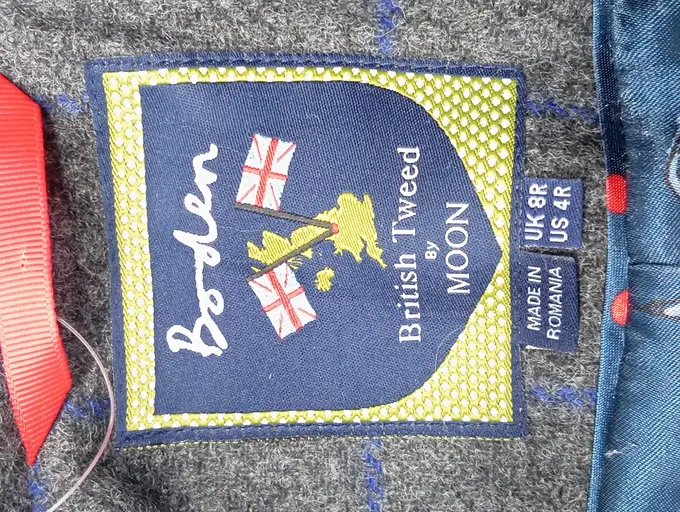 Boden
British Tweed
By
MOON
UK 8R
US 4R
MADE IN
ROMANIA